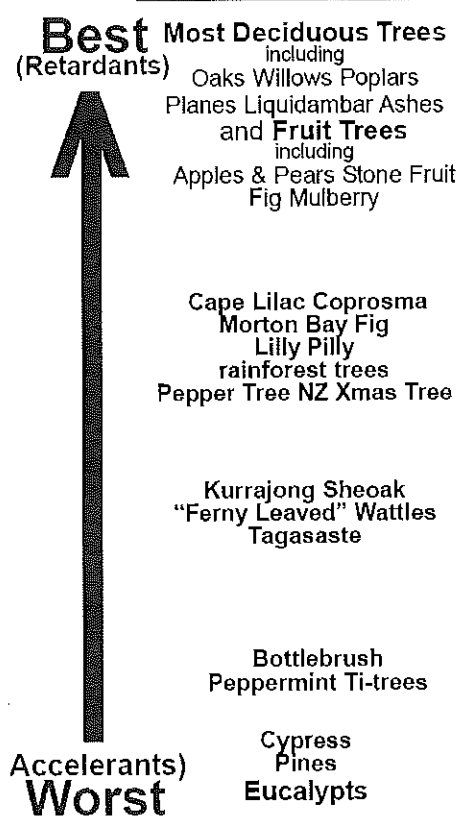 Best
(Retardants)
Most Deciduous Trees
including
Oaks Willows Poplars
Planes Liquidambar Ashes
and Fruit Trees
including
Apples & Pears Stone Fruit
Fig Mulberry
Cape Lilac Coprosma
Morton Bay Fig
Lilly Pilly
rainforest trees
Pepper Tree NZ Xmas Tree
Kurrajong Sheoak
“Ferny Leaved” Wattles
Tagasaste
Bottlebrush
Peppermint Ti-trees
Cypress
Pines
Eucalypts
Accelerants)
Worst